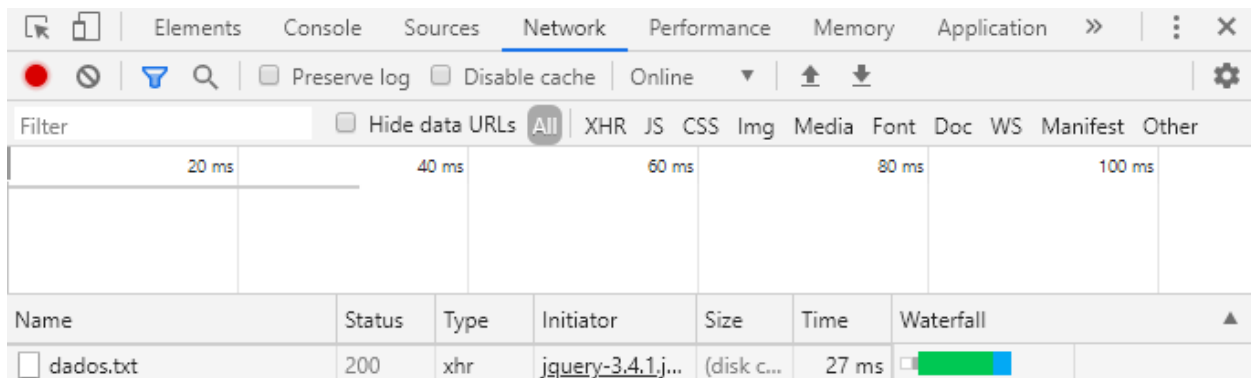 Elements Console Sources Network Performance Memory Application »
Preserve log Disable cache Online
Filter Hide data URLs All XHR JS CSS Img Media Font Doc WS Manifest Other
20 ms 40 ms 60 ms 80 ms 100 ms
Name Status Type Initiator Size Time Waterfall
dados.txt 200 xhr jquery-3.4.1.j... (disk c... 27 ms